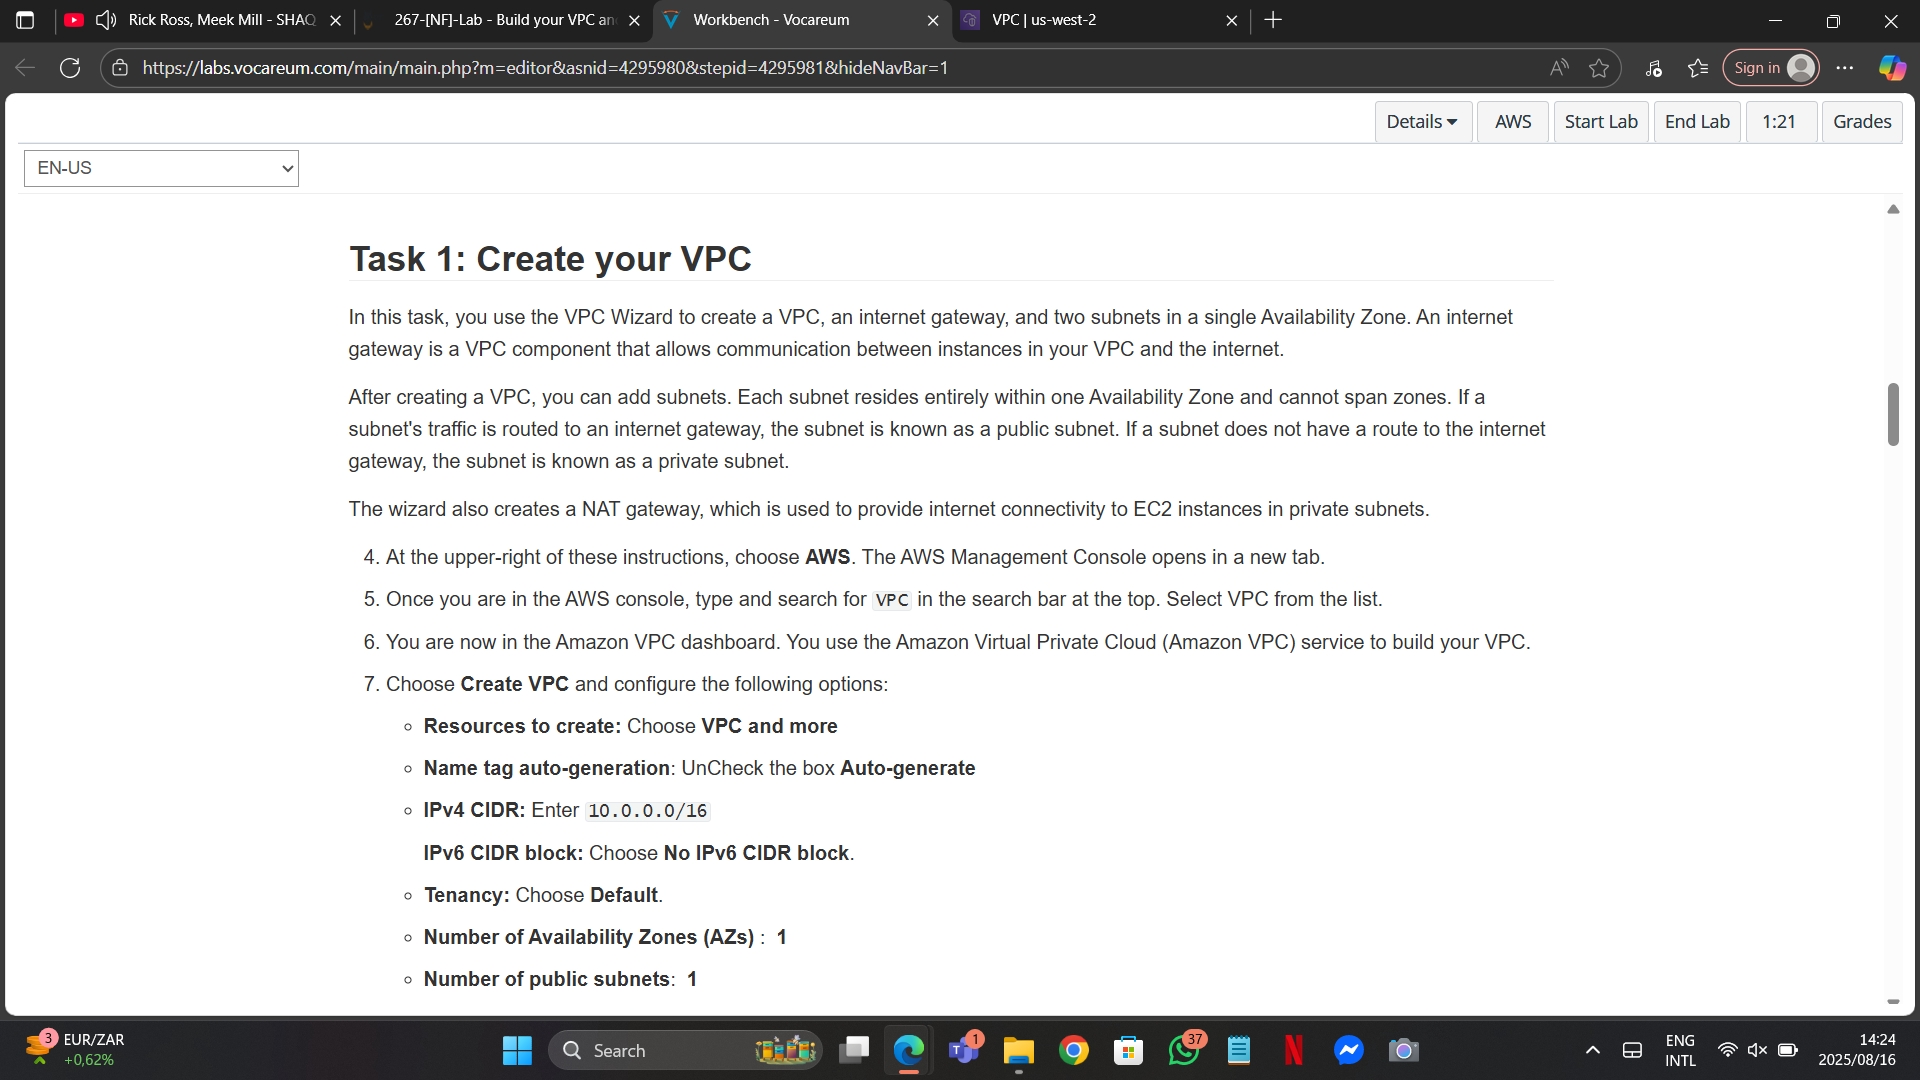 Rick Ross, Meek Mill - SHAQ
267-[NF]-Lab - Build your VPC an
Workbench - Vocareum
VPC | us-west-2
https://labs.vocareum.com/main/main.php?m=editor&asnid=4295980&stepid=4295981&hideNavBar=1
Sign in
Details
AWS
Start Lab
End Lab
1:21
Grades
EN-US
Task 1: Create your VPC
In this task, you use the VPC Wizard to create a VPC, an internet gateway, and two subnets in a single Availability Zone. An internet
gateway is a VPC component that allows communication between instances in your VPC and the internet.
After creating a VPC, you can add subnets. Each subnet resides entirely within one Availability Zone and cannot span zones. If a
subnet's traffic is routed to an internet gateway, the subnet is known as a public subnet. If a subnet does not have a route to the internet
gateway, the subnet is known as a private subnet.
The wizard also creates a NAT gateway, which is used to provide internet connectivity to EC2 instances in private subnets.
4. At the upper-right of these instructions, choose AWS. The AWS Management Console opens in a new tab.
5. Once you are in the AWS console, type and search for VPC in the search bar at the top. Select VPC from the list.
6. You are now in the Amazon VPC dashboard. You use the Amazon Virtual Private Cloud (Amazon VPC) service to build your VPC.
7. Choose Create VPC and configure the following options:
Resources to create: Choose VPC and more
Name tag auto-generation: UnCheck the box Auto-generate
IPv4 CIDR: Enter 10.0.0.0/16
IPv6 CIDR block: Choose No IPv6 CIDR block.
Tenancy: Choose Default.
Number of Availability Zones (AZs) : 1
Number of public subnets: 1
3
EUR/ZAR
+0,62%
Search
1
37
ENG
INTL
14:24
2025/08/16